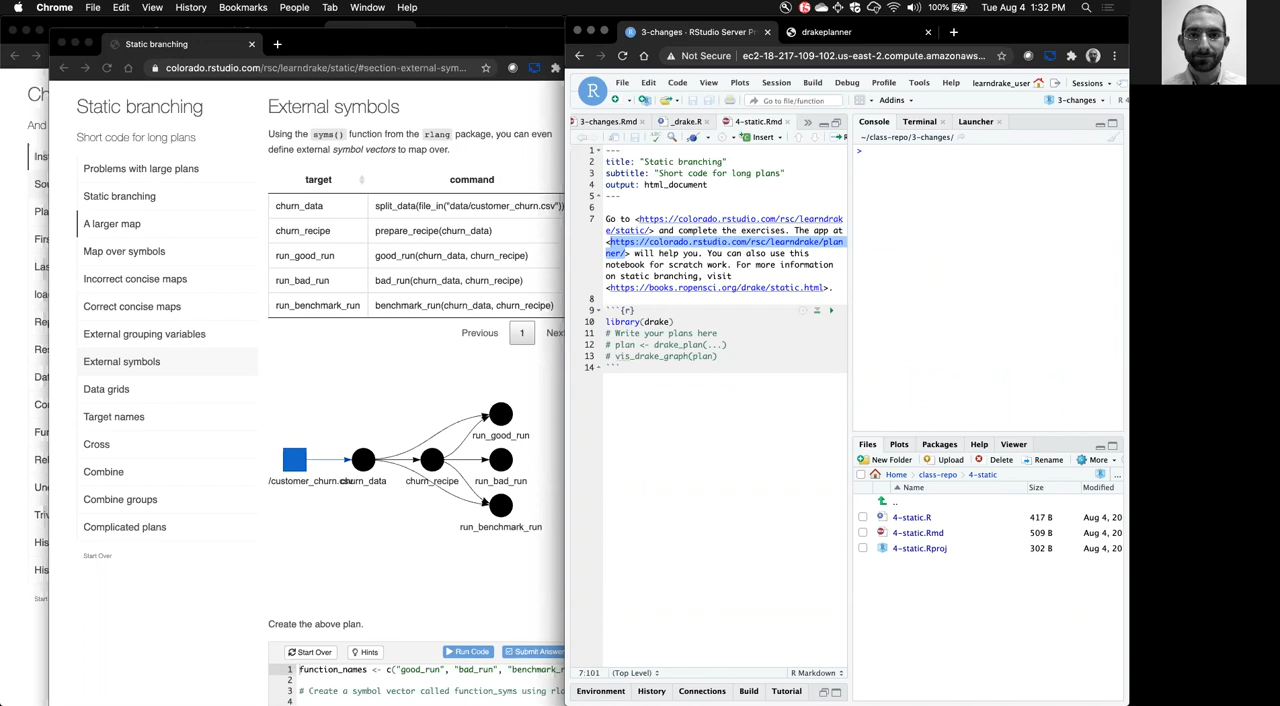 Chrome File Edit View History Bookmarks People Tab Window Help
100% Tue Aug 4 1:32 PM
Static branching
colorado.rstudio.com/rsc/learndrake/static/#section-external-sym...
3-changes - RStudio Server Pr
drakeplanner
Not Secure ec2-18-217-109-102.us-east-2.compute.amazonaws
Static branching
Short code for long plans
Problems with large plans
Static branching
A larger map
Map over symbols
Incorrect concise maps
Correct concise maps
External grouping variables
External symbols
Data grids
Target names
Cross
Combine
Combine groups
Complicated plans
Start Over
External symbols
Using the syms() function from the rlang package, you can even
define external symbol vectors to map over.
target command
churn_data split_data(file_in("data/customer_churn.csv"))
churn_recipe prepare_recipe(churn_data)
run_good_run good_run(churn_data, churn_recipe)
run_bad_run bad_run(churn_data, churn_recipe)
run_benchmark_run benchmark_run(churn_data, churn_recipe)
Previous 1 Next
run_good_run
/customer_churn.csv churn_data churn_recipe run_bad_run
run_benchmark_run
Create the above plan.
Start Over Hints Run Code Submit Answer
1 function_names <- c("good_run", "bad_run", "benchmark_r
2
3 # Create a symbol vector called function_syms using rla
4
File Edit Code View Plots Session Build Debug Profile Tools Help learndrake_user Sessions
Go to file/function Addins 3-changes R 4
3-changes.Rmd _drake.R 4-static.Rmd
Insert R
1 ---
2 title: "Static branching"
3 subtitle: "Short code for long plans"
4 output: html_document
5 ---
6
7 Go to <https://colorado.rstudio.com/rsc/learndrak
e/static/> and complete the exercises. The app at
<https://colorado.rstudio.com/rsc/learndrake/plan
ner/> will help you. You can also use this
notebook for scratch work. For more information
on static branching, visit
<https://books.ropensci.org/drake/static.html>.
8
9 ```{r}
10 library(drake)
11 # Write your plans here
12 # plan <- drake_plan(...)
13 # vis_drake_graph(plan)
14 ```
7:101 (Top Level) R Markdown
Environment History Connections Build Tutorial
Console Terminal Launcher
~/class-repo/3-changes/
>
Files Plots Packages Help Viewer
New Folder Upload Delete Rename More
Home class-repo 4-static ...
Name Size Modified
..
4-static.R 417 B Aug 4, 20
4-static.Rmd 509 B Aug 4, 20
4-static.Rproj 302 B Aug 4, 20